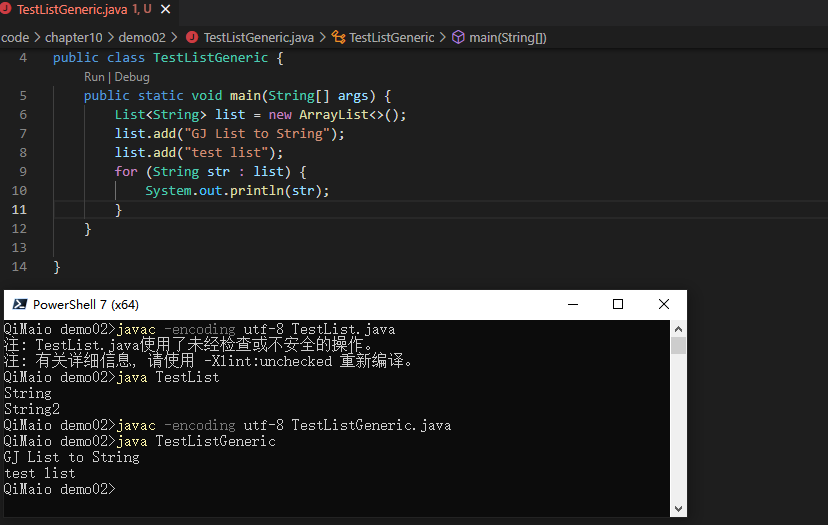 TestListGeneric.java 1, U
code > chapter10 > demo02 > TestListGeneric.java > TestListGeneric > main(String[])
4 public class TestListGeneric {
Run | Debug
5 public static void main(String[] args) {
6 List<String> list = new ArrayList<>();
7 list.add("GJ List to String");
8 list.add("test list");
9 for (String str : list) {
10 System.out.println(str);
11 }
12 }
13
14 }
PowerShell 7 (x64)
QiMaio demo02>javac -encoding utf-8 TestList.java
注: TestList.java使用了未经检查或不安全的操作。
注: 有关详细信息, 请使用 -Xlint:unchecked 重新编译。
QiMaio demo02>java TestList
String
String2
QiMaio demo02>javac -encoding utf-8 TestListGeneric.java
QiMaio demo02>java TestListGeneric
GJ List to String
test list
QiMaio demo02>